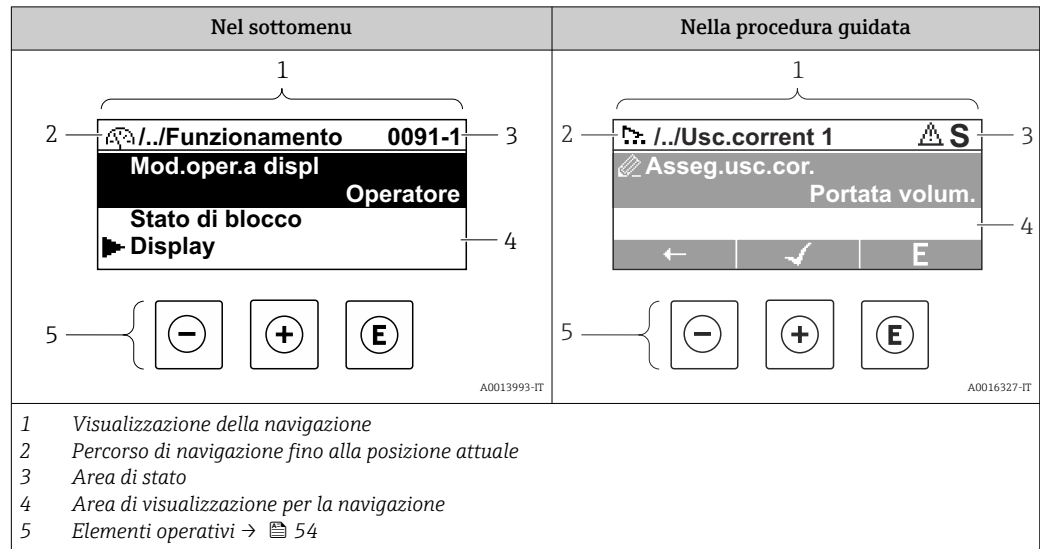 Nel sottomenu
Nella procedura guidata
1
1
2
/../Funzionamento 0091-1
3
Mod.oper.a displ
Operatore
Stato di blocco
Display
4
5
E
A0013993-IT
2
/../Usc.corrent 1 S
3
Asseg.usc.cor.
Portata volum.
4
E
5
E
A0016327-IT
1 Visualizzazione della navigazione
2 Percorso di navigazione fino alla posizione attuale
3 Area di stato
4 Area di visualizzazione per la navigazione
5 Elementi operativi → 54